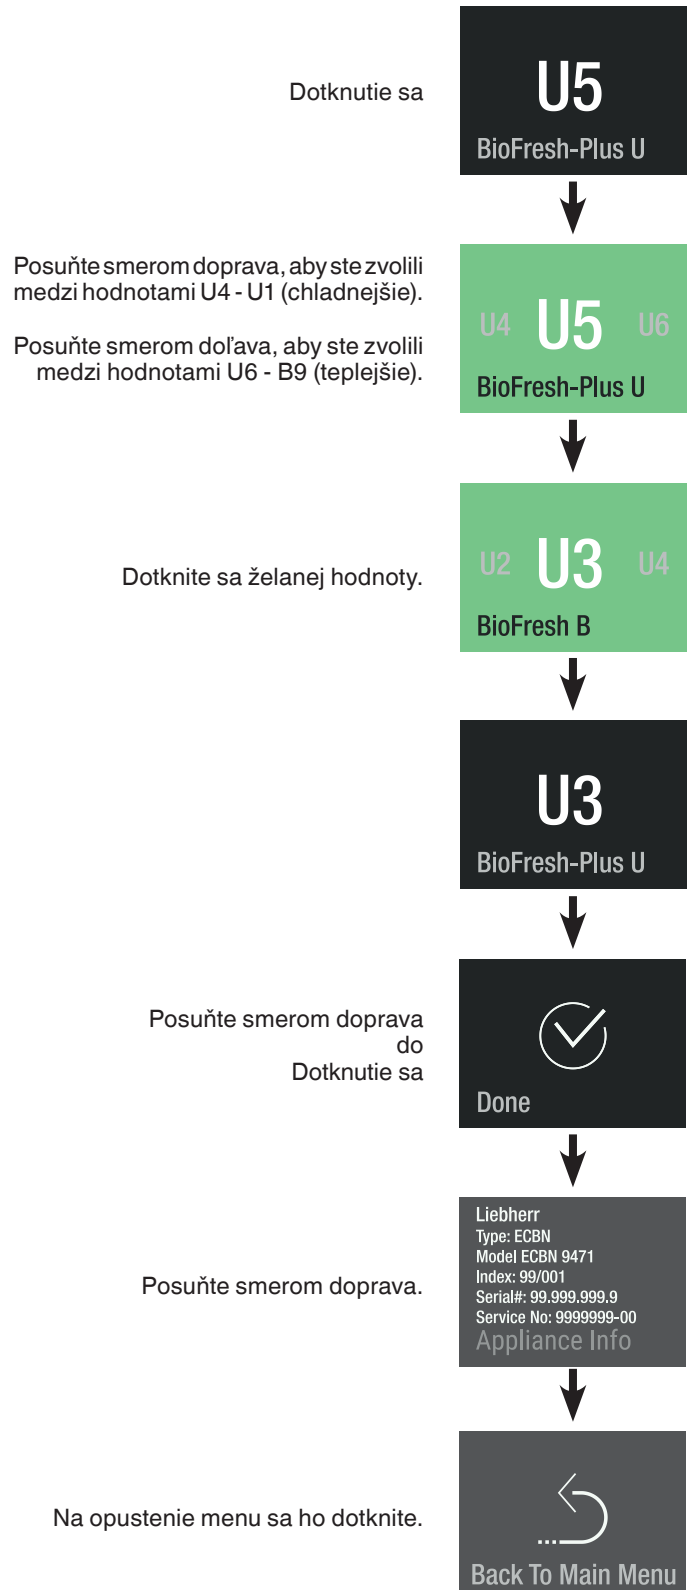 Dotknutie sa
U5
BioFresh-Plus U
Posuňte smerom doprava, aby ste zvolili
medzi hodnotami U4 - U1 (chladnejšie).
Posuňte smerom doľava, aby ste zvolili
medzi hodnotami U6 - B9 (teplejšie).
U4 U5 U6
BioFresh-Plus U
Dotknite sa želanej hodnoty.
U2 U3 U4
BioFresh B
U3
BioFresh-Plus U
Posuňte smerom doprava
do
Dotknutie sa
Done
Posuňte smerom doprava.
Liebherr
Type: ECBN
Model ECBN 9471
Index: 99/001
Serial#: 99.999.999.9
Service No: 9999999-00
Appliance Info
Na opustenie menu sa ho dotknite.
Back To Main Menu